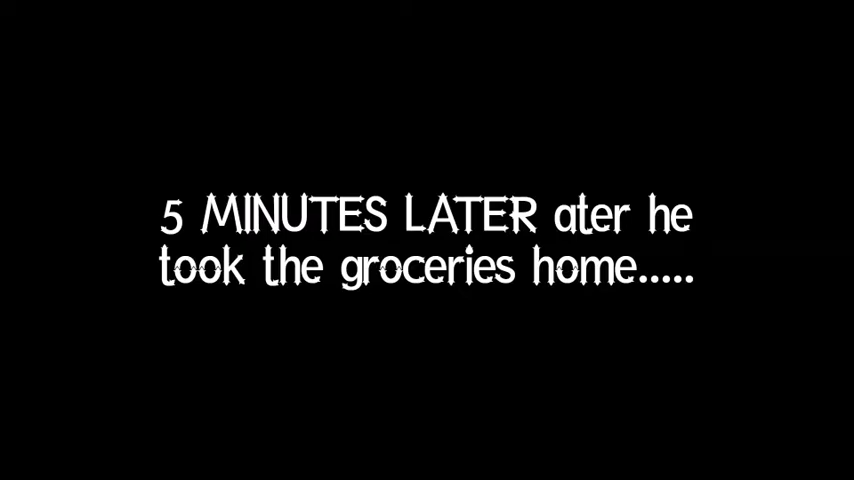 5 MINUTES LATER ater he
took the groceries home.....